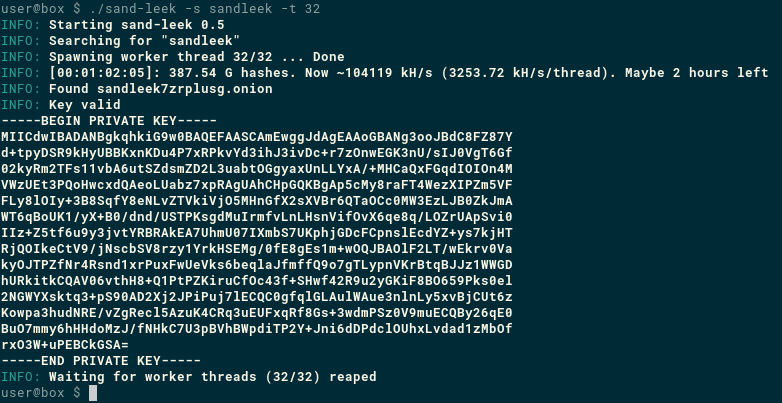 user@box $ ./sand-leek -s sandleek -t 32
INFO: Starting sand-leek 0.5
INFO: Searching for "sandleek"
INFO: Spawning worker thread 32/32 ... Done
INFO: [00:01:02:05]: 387.54 G hashes. Now ~104119 kH/s (3253.72 kH/s/thread). Maybe 2 hours left
INFO: Found sandleek7zrplusg.onion
INFO: Key valid
-----BEGIN PRIVATE KEY-----
MIICdwIBADANBgkqhkiG9w0BAQEFAASCAmEwggJdAgEAAoGBANg3ooJBdC8FZ87Y
d+tpyDSR9kHyUBBKxnKDu4P7xRPkvYd3ihJ3ivDc+r7zOnwEGK3nU/sIJ0VgT6Gf
02kyRm2TFs11vbA6utSZdsmZD2L3uabtOGgyaxUnLLYxA/+MHCaQxFGqdIOIOn4M
VWzUEt3PQoHwcxdQAeoLUabz7xpRAgUAhCHpGQKBgAp5cMy8raFT4WezXIPZm5VF
FLy8lOIy+3B8SqfY8eNLvZTVkiVjO5MHnGfX2sXVBr6QTaOCc0MW3EzLJB0ZkJmA
WT6qBoUK1/yX+B0/dnd/USTPKsgdMuIrmfvLnLHsnVifOvX6qe8q/LOZrUApSvi0
IIz+Z5tf6u9y3jvtYRBRAkEA7UhmU07IXmbS7UKphjGDcFCpnslEcdYZ+ys7kjHT
RjQOIkeCtV9/jNscbSV8rzy1YrkHSEMg/0fE8gEs1m+wOQJBAOlF2LT/wEkrv0Va
kyOJTPZfNr4Rsnd1xrPuxFwUeVks6beqlaJfmffQ9o7gTLypnVKrBtqBJJz1WWGD
hURkitkCQAV06vthH8+Q1PtPZKiruCfOc43f+SHwf42R9u2yGKiF8BO659Pks0el
2NGWYXsktq3+pS90AD2Xj2JPiPuj7lECQC0gfqlGLAulWAue3nlnLy5xvBjCUt6z
Kowpa3hudNRE/vZgRecl5AzuK4CRq3uEUFxqRf8Gs+3wdmPSz0V9muECQBy26qE0
BuO7mmy6hHHdoMzJ/fNHkC7U3pBVhBWpdiTP2Y+Jni6dDPdclOUhxLvdad1zMbOf
rxO3W+uPEBCkGSA=
-----END PRIVATE KEY-----
INFO: Waiting for worker threads (32/32) reaped
user@box $